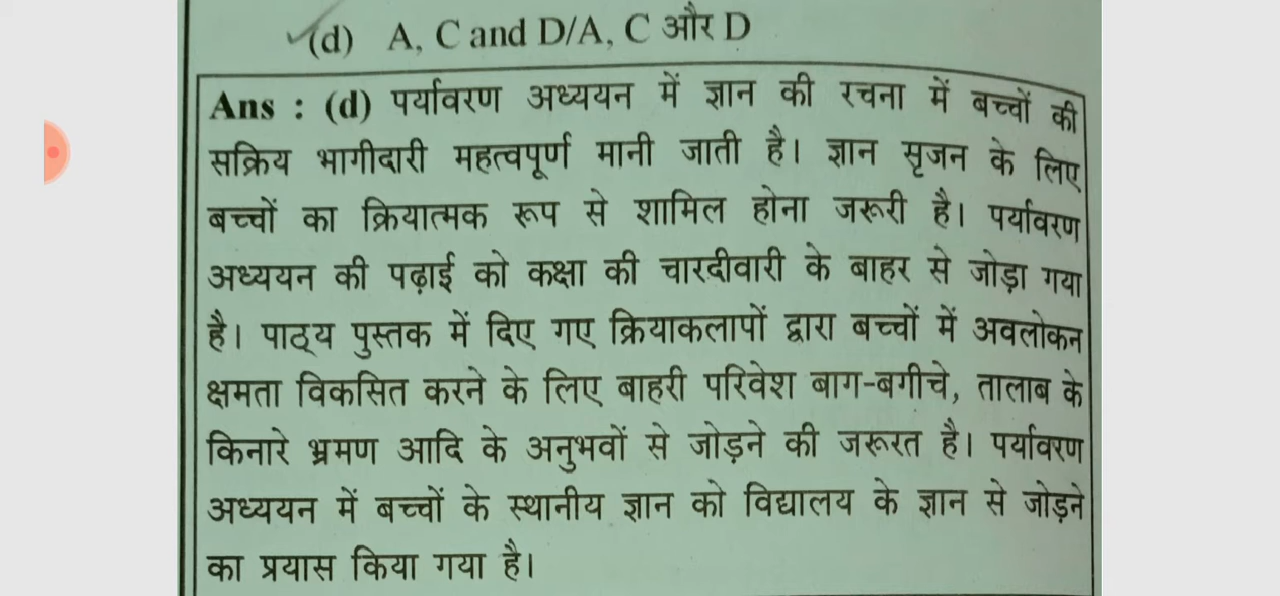 (d) A, C and D/A, C और D
Ans : (d) पर्यावरण अध्ययन में ज्ञान की रचना में बच्चों की
सक्रिय भागीदारी महत्वपूर्ण मानी जाती है। ज्ञान सृजन के लिए
बच्चों का क्रियात्मक रूप से शामिल होना जरूरी है। पर्यावरण
अध्ययन की पढ़ाई को कक्षा की चारदीवारी के बाहर से जोड़ा गया
है। पाठ्य पुस्तक में दिए गए क्रियाकलापों द्वारा बच्चों में अवलोकन
क्षमता विकसित करने के लिए बाहरी परिवेश बाग-बगीचे, तालाब के
किनारे भ्रमण आदि के अनुभवों से जोड़ने की जरूरत है। पर्यावरण
अध्ययन में बच्चों के स्थानीय ज्ञान को विद्यालय के ज्ञान से जोड़ने
का प्रयास किया गया है।